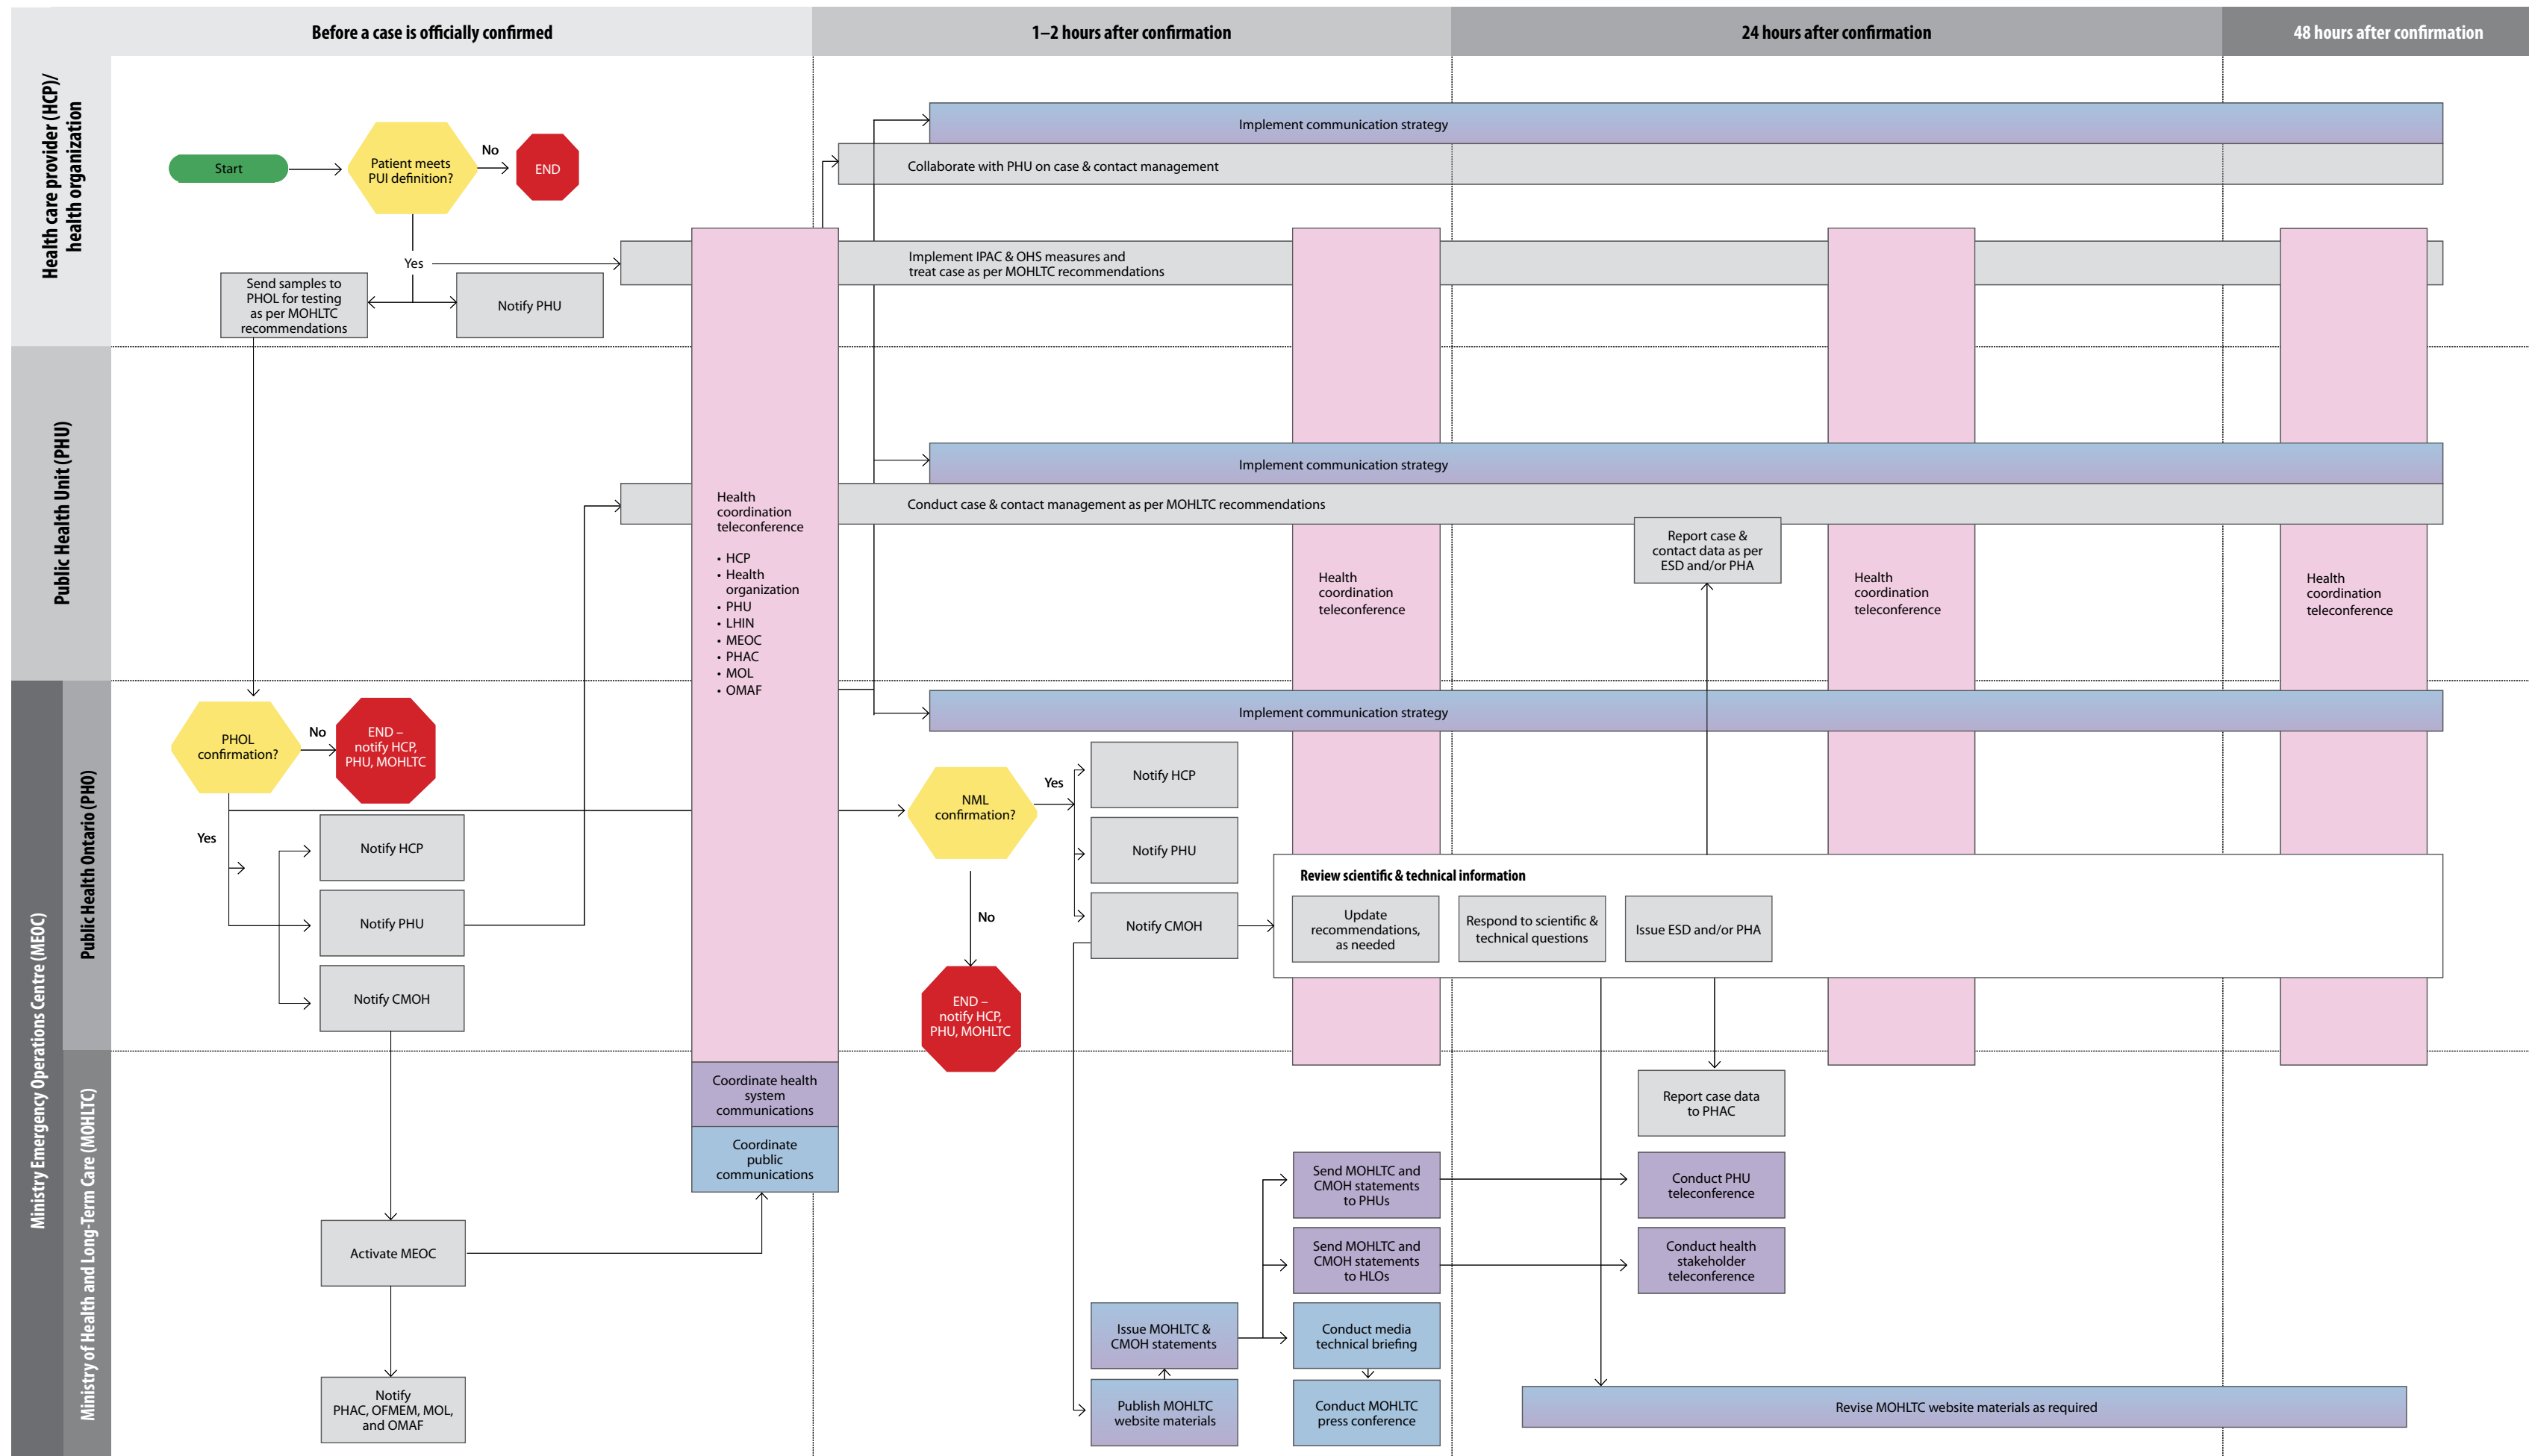 Before a case is officially confirmed
1–2 hours after confirmation
24 hours after confirmation
48 hours after confirmation
Health care provider (HCP)/
health organization
Start
Patient meets
PUI definition?
No
END
Yes
Send samples to
PHOL for testing
as per MOHLTC
recommendations
Notify PHU
Implement communication strategy
Collaborate with PHU on case & contact management
Implement IPAC & OHS measures and
treat case as per MOHLTC recommendations
Public Health Unit (PHU)
Health
coordination
teleconference
• HCP
• Health
organization
• PHU
• LHIN
• MEOC
• PHAC
• MOL
• OMAF
Implement communication strategy
Conduct case & contact management as per MOHLTC recommendations
Health
coordination
teleconference
Report case &
contact data as per
ESD and/or PHA
Health
coordination
teleconference
Health
coordination
teleconference
Ministry Emergency Operations Centre (MEOC)
Public Health Ontario (PHO)
PHOL
confirmation?
No
END –
notify HCP,
PHU, MOHLTC
Yes
Notify HCP
Notify PHU
Notify CMOH
Implement communication strategy
NML
confirmation?
Yes
Notify HCP
Notify PHU
Notify CMOH
No
END –
notify HCP,
PHU, MOHLTC
Review scientific & technical information
Update
recommendations,
as needed
Respond to scientific &
technical questions
Issue ESD and/or PHA
Ministry of Health and Long-Term Care (MOHLTC)
Coordinate health
system
communications
Coordinate
public
communications
Activate MEOC
Notify
PHAC, OFMEM, MOL,
and OMAF
Report case data
to PHAC
Send MOHLTC and
CMOH statements
to PHUs
Conduct PHU
teleconference
Send MOHLTC and
CMOH statements
to HLOs
Conduct health
stakeholder
teleconference
Issue MOHLTC &
CMOH statements
Conduct media
technical briefing
Publish MOHLTC
website materials
Conduct MOHLTC
press conference
Revise MOHLTC website materials as required